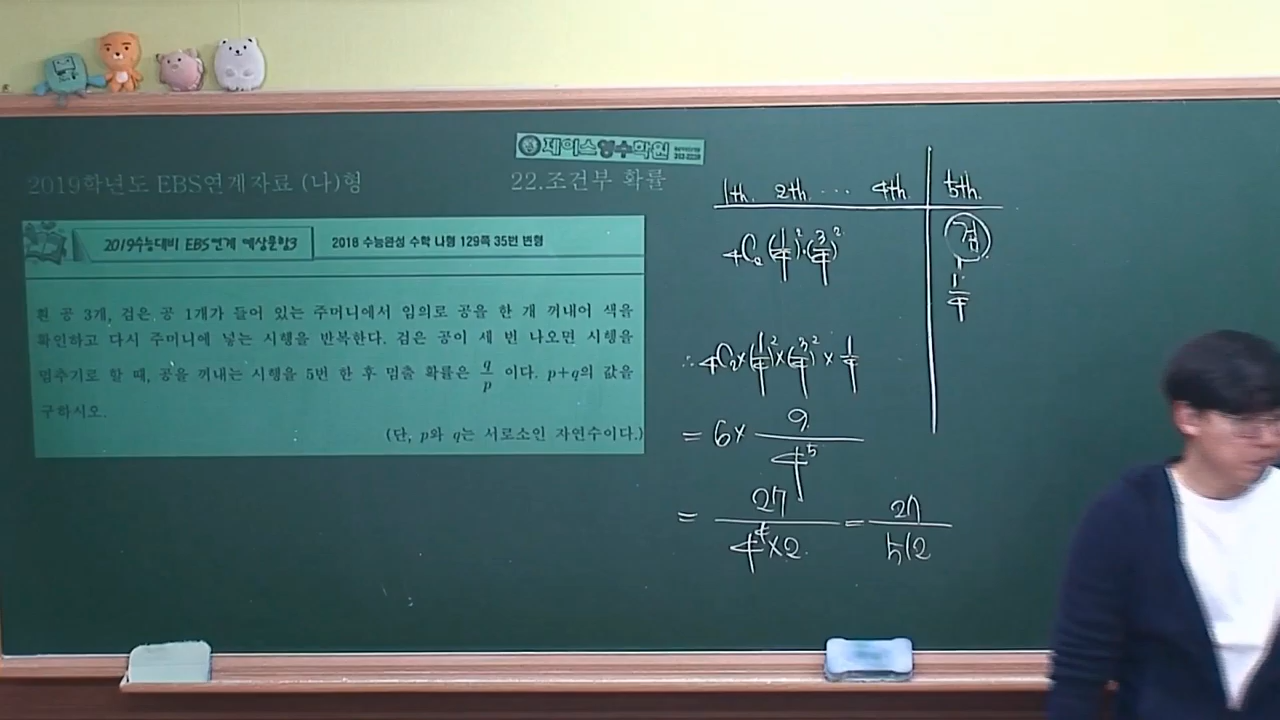 제이스영수학원
2019학년도 EBS연계자료 (나)형
22.조건부 확률
2019수능대비 EBS연계 예상문항3
2018 수능완성 수학 나형 129쪽 35번 변형
흰 공 3개, 검은 공 1개가 들어 있는 주머니에서 임의로 공을 한 개 꺼내어 색을
확인하고 다시 주머니에 넣는 시행을 반복한다. 검은 공이 세 번 나오면 시행을
멈추기로 할 때, 공을 꺼내는 시행을 5번 한 후 멈출 확률은 q/p 이다. p+q의 값을
구하시오.
(단, p와 q는 서로소인 자연수이다.)
1th. 2th ... 4th. 5th.
₄C₂(1/4)²·(3/4)² 검
1/4
∴ ₄C₂×(1/4)²×(3/4)²×1/4
= 6× 9/4⁵
= 27/4⁴×2 = 27/512